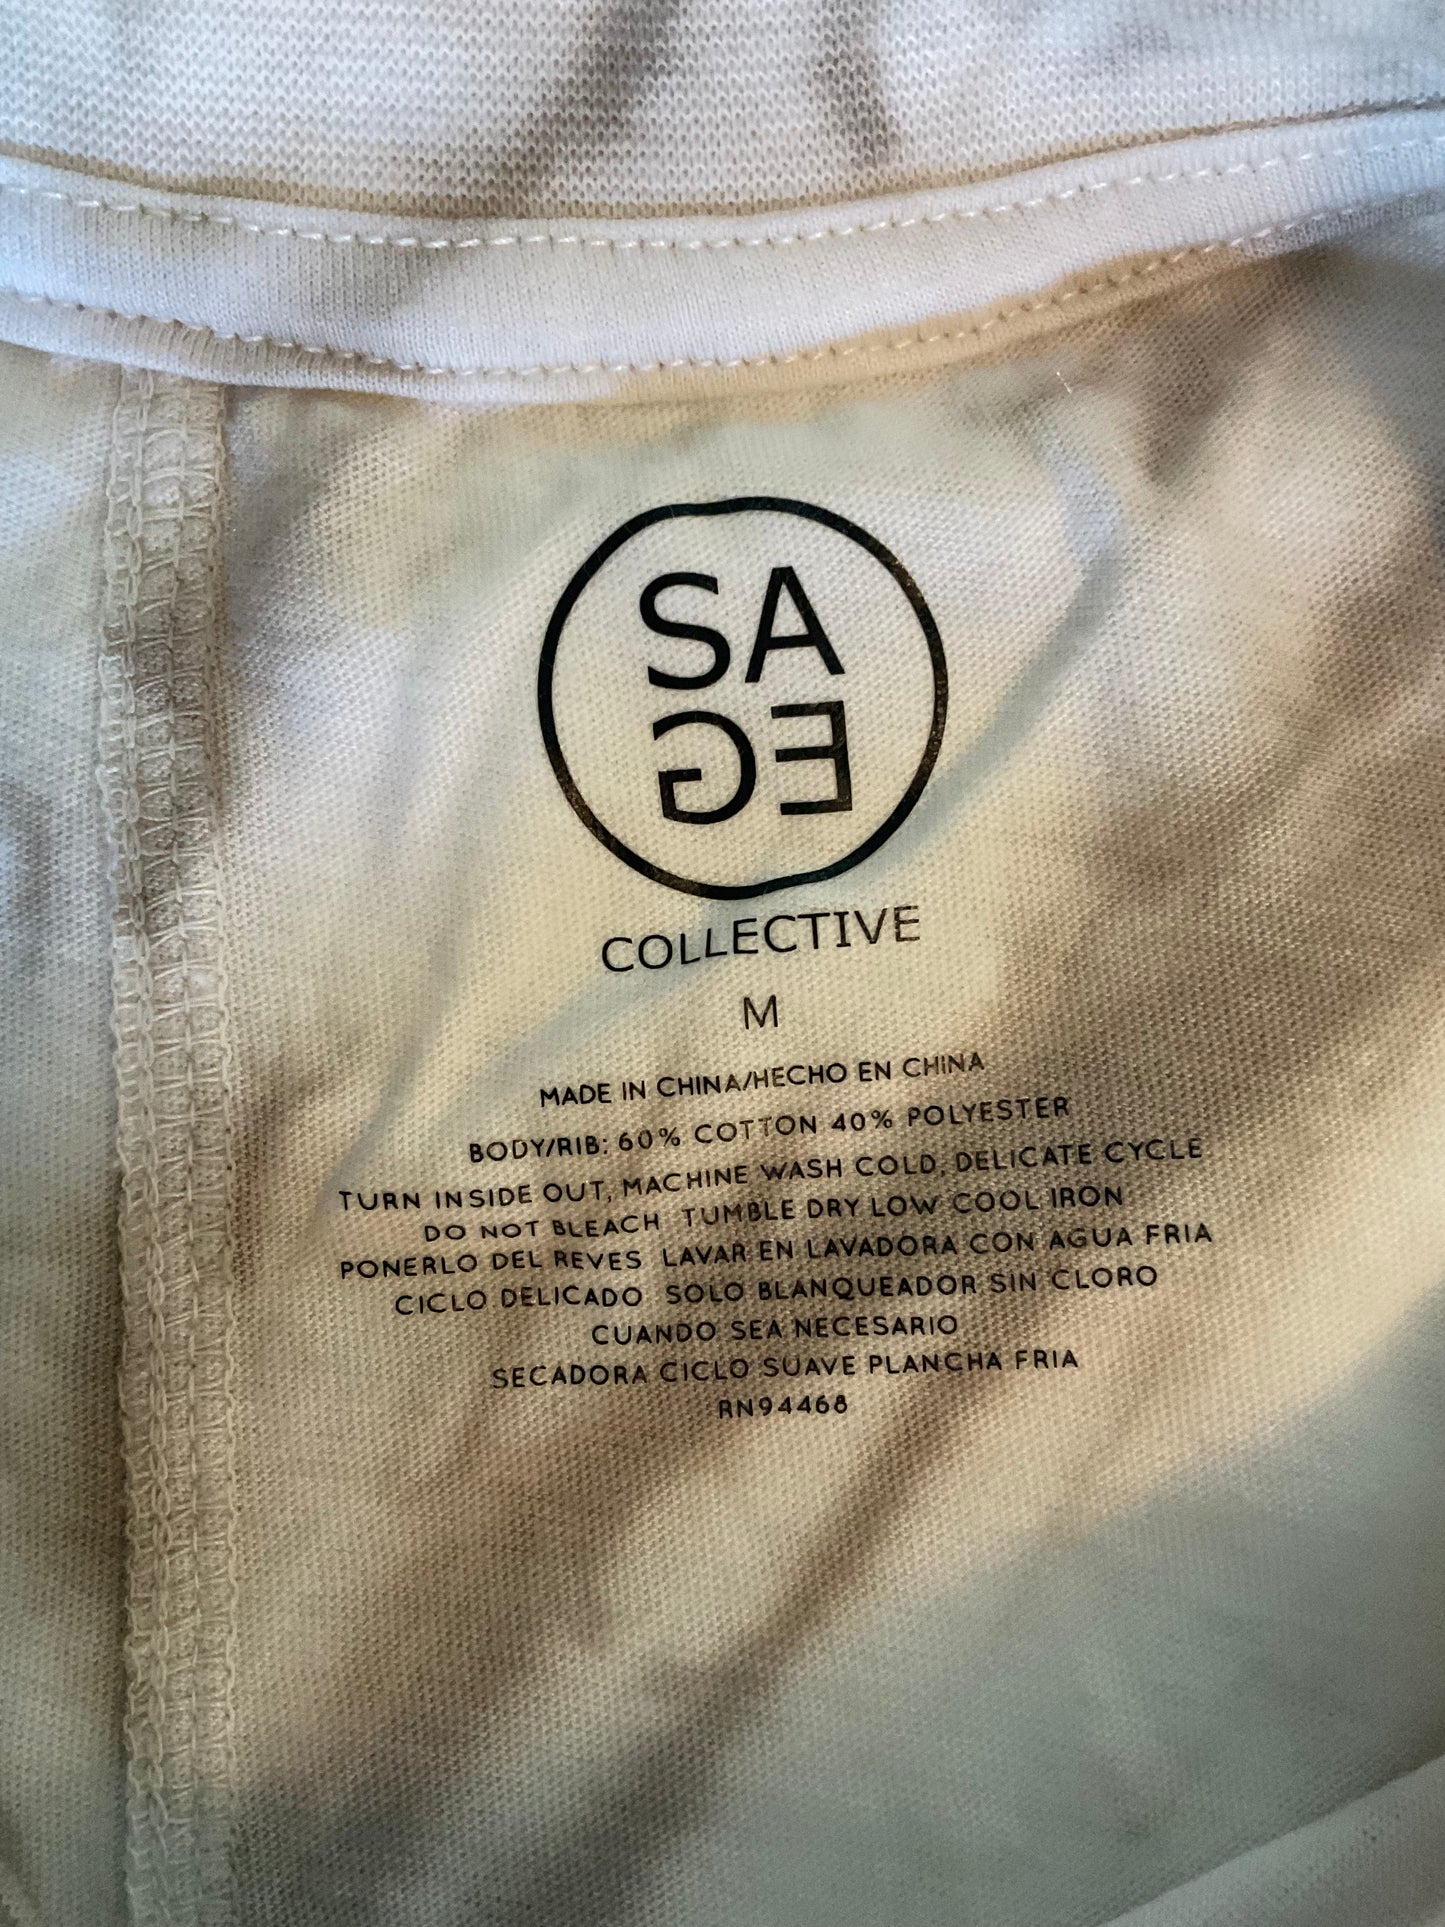 SA
GE
COLLECTIVE
M
MADE IN CHINA/HECHO EN CHINA
BODY/RIB: 60% COTTON 40% POLYESTER
TURN INSIDE OUT, MACHINE WASH COLD, DELICATE CYCLE
DO NOT BLEACH TUMBLE DRY LOW COOL IRON
PONERLO DEL REVES LAVAR EN LAVADORA CON AGUA FRIA
CICLO DELICADO SOLO BLANQUEADOR SIN CLORO
CUANDO SEA NECESARIO
SECADORA CICLO SUAVE PLANCHA FRIA
RN94468